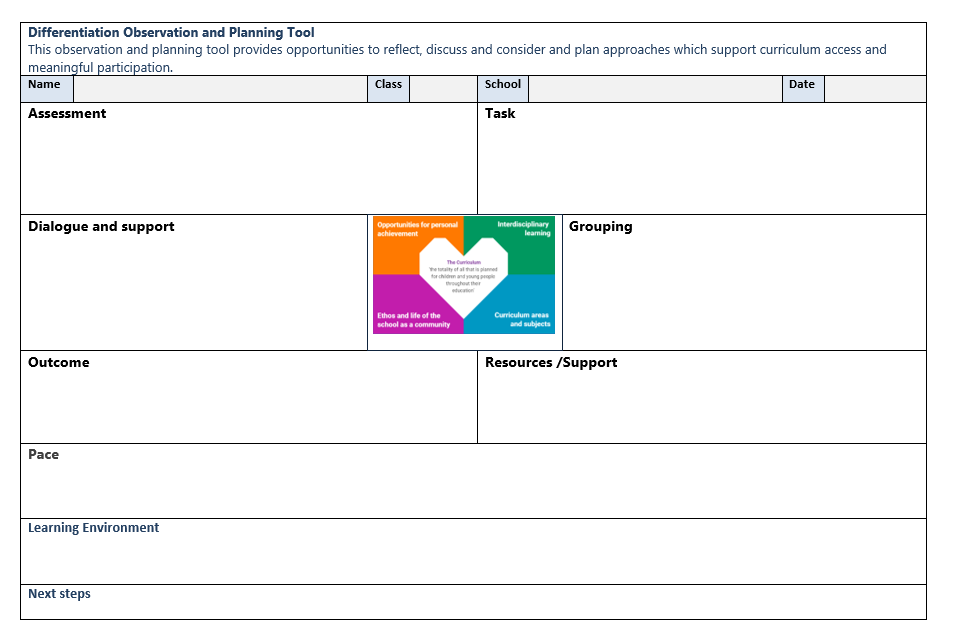 Differentiation Observation and Planning Tool
This observation and planning tool provides opportunities to reflect, discuss and consider and plan approaches which support curriculum access and
meaningful participation.
Name
Class
School
Date
Assessment
Task
Dialogue and support
Opportunities for personal
achievement
Interdisciplinary
learning
The Curriculum
'the totality of all that is planned
for children and young people
throughout their
education'
Ethos and life of the
school as a community
Curriculum areas
and subjects
Grouping
Outcome
Resources /Support
Pace
Learning Environment
Next steps